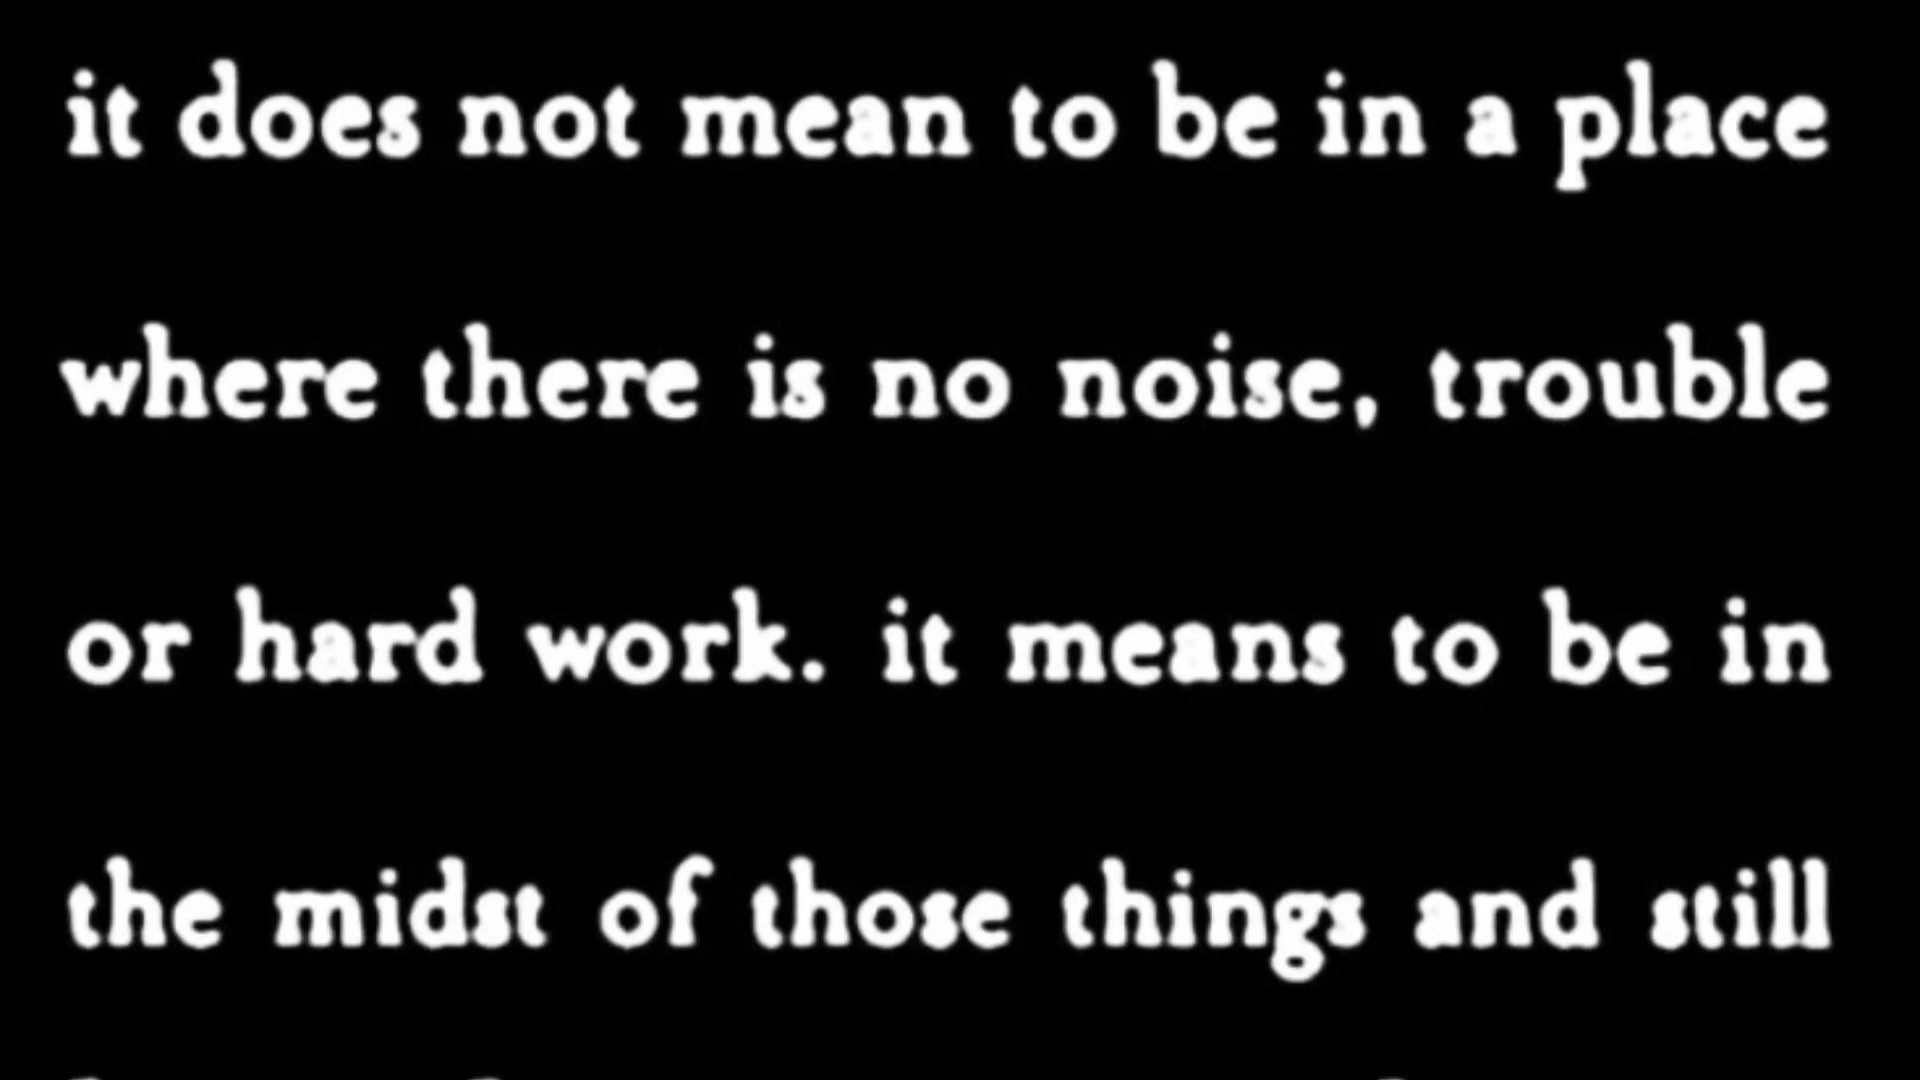 it does not mean to be in a place
where there is no noise, trouble
or hard work. it means to be in
the midst of those things and still